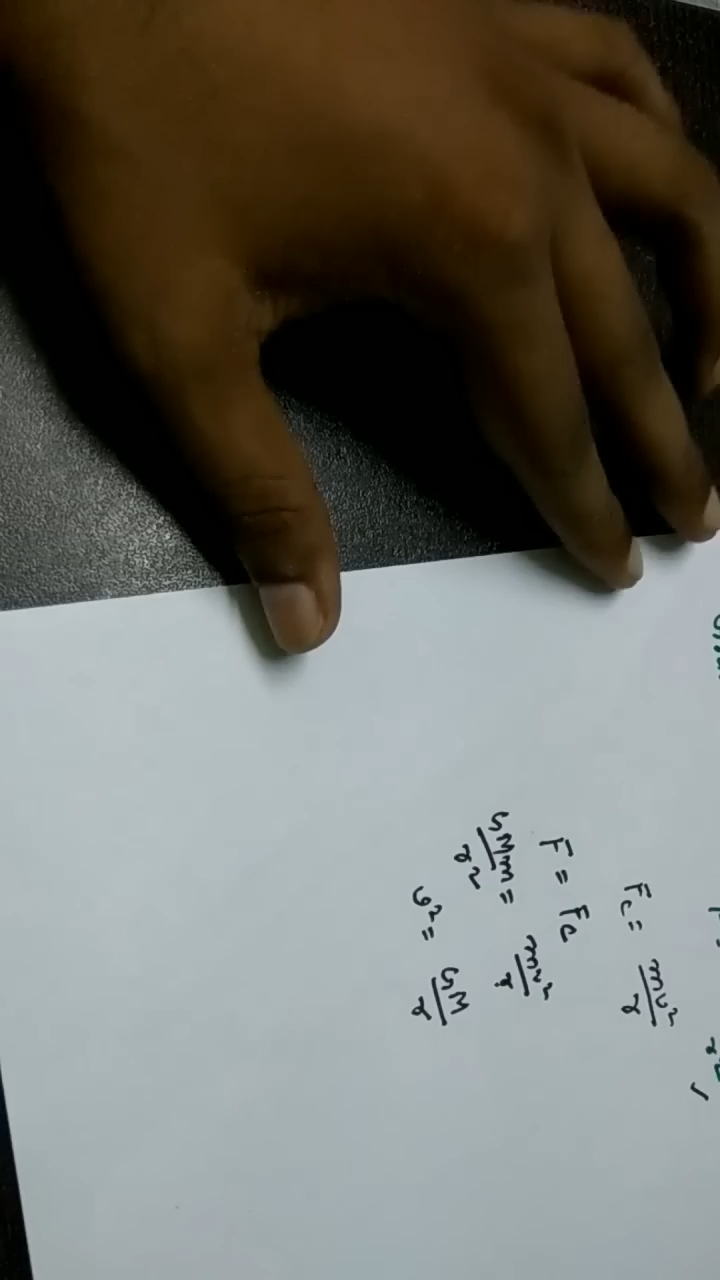 Fc = mv²/r
F = Fc
GMm/r² = mv²/r
v² = GM/r